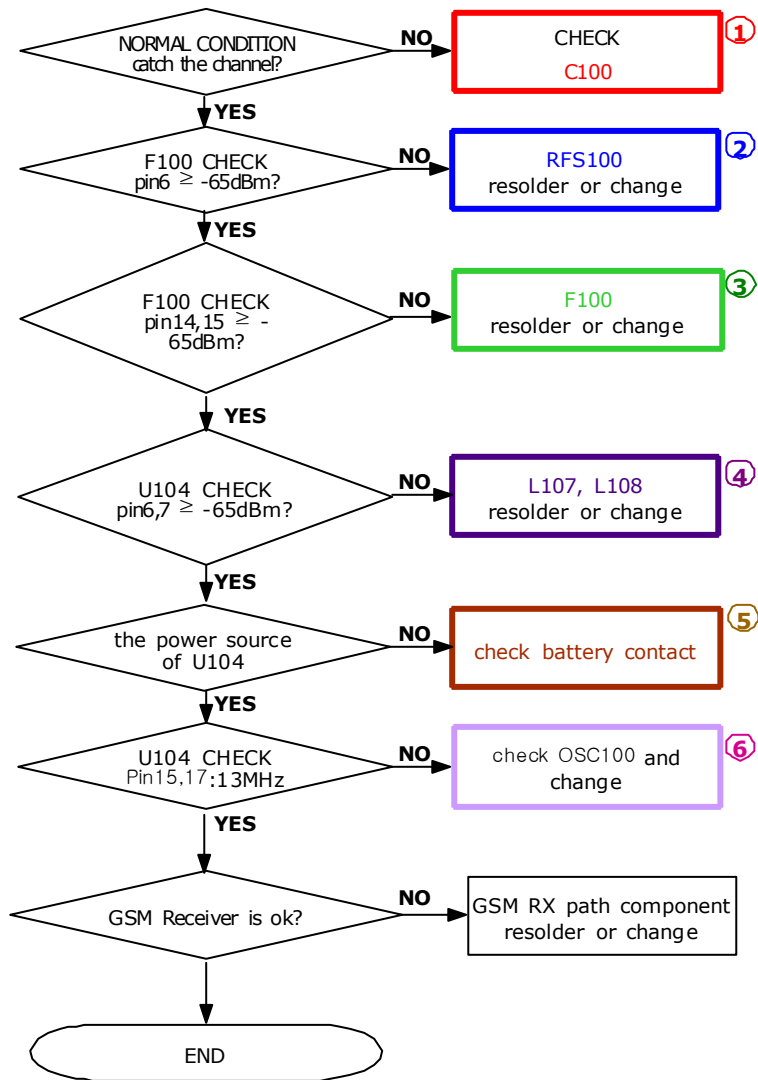 NORMAL CONDITION
catch the channel?
NO
CHECK
C100
1
YES
F100 CHECK
pin6 ≥ -65dBm?
NO
RFS100
resolder or change
2
YES
F100 CHECK
pin14,15 ≥ -
65dBm?
NO
F100
resolder or change
3
YES
U104 CHECK
pin6,7 ≥ -65dBm?
NO
L107, L108
resolder or change
4
YES
the power source
of U104
NO
check battery contact
5
YES
U104 CHECK
Pin15,17:13MHz
NO
check OSC100 and
change
6
YES
GSM Receiver is ok?
NO
GSM RX path component
resolder or change
END